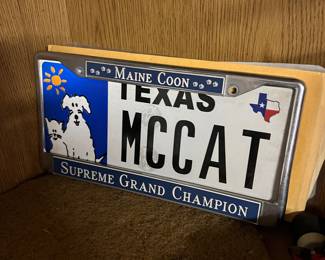 MAINE COON
TEXAS
MCCAT
SUPREME GRAND CHAMPION